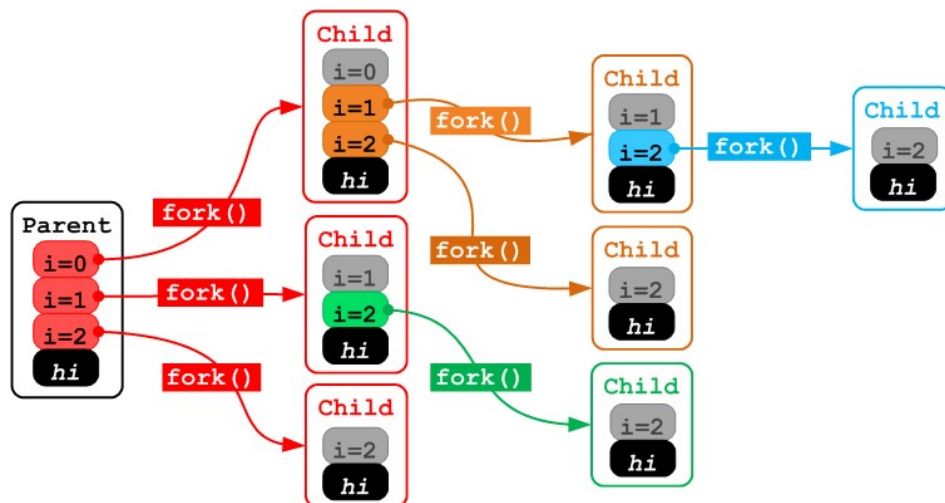 Parent
i=0
i=1
i=2
hi
fork()
fork()
fork()
Child
i=0
i=1
i=2
hi
Child
i=1
i=2
hi
Child
i=2
hi
fork()
fork()
fork()
Child
i=1
i=2
hi
Child
i=2
hi
Child
i=2
hi
fork()
Child
i=2
hi